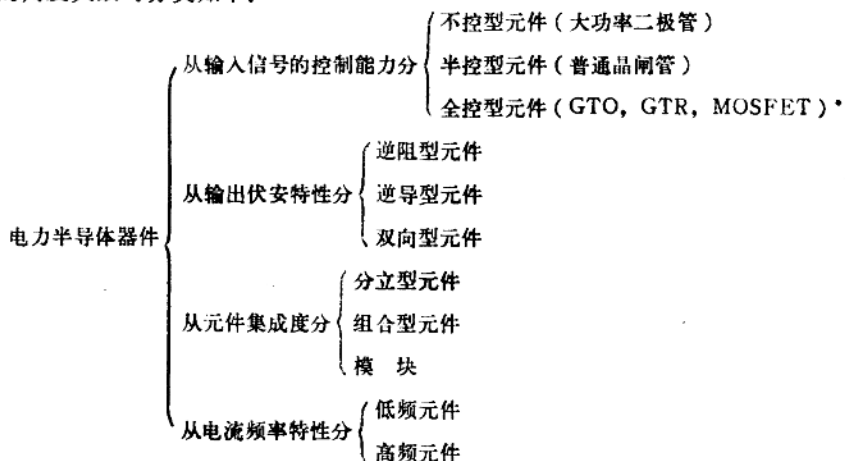 不控型元件（大功率二极管）
从输入信号的控制能力分 半控型元件（普通晶闸管）
全控型元件（GTO，GTR，MOSFET）*
逆阻型元件
从输出伏安特性分 逆导型元件
电力半导体器件 双向型元件
分立型元件
从元件集成度分 组合型元件
模 块
低频元件
从电流频率特性分
高频元件